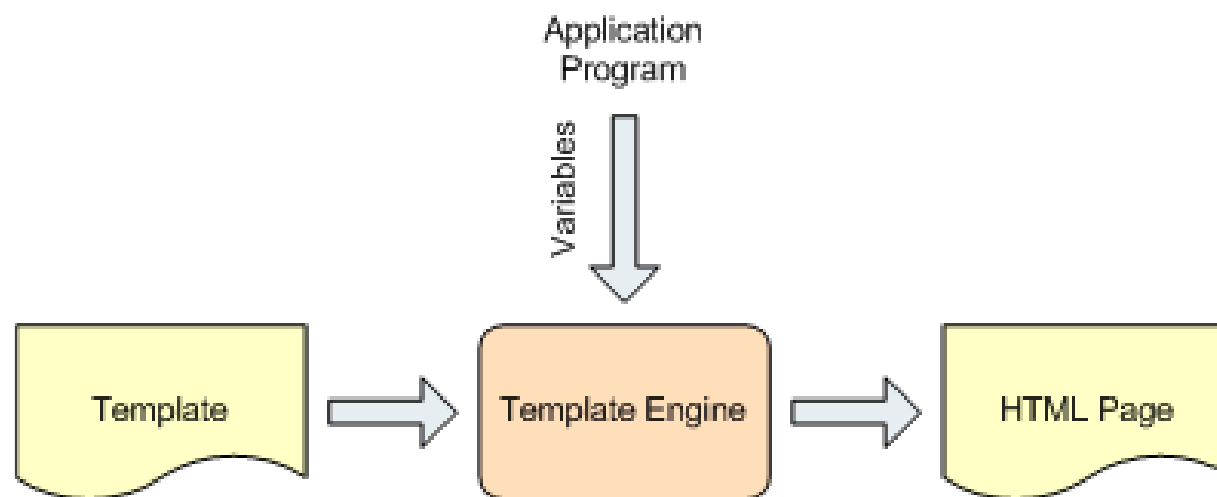 Application
Program
Variables
Template
Template Engine
HTML Page